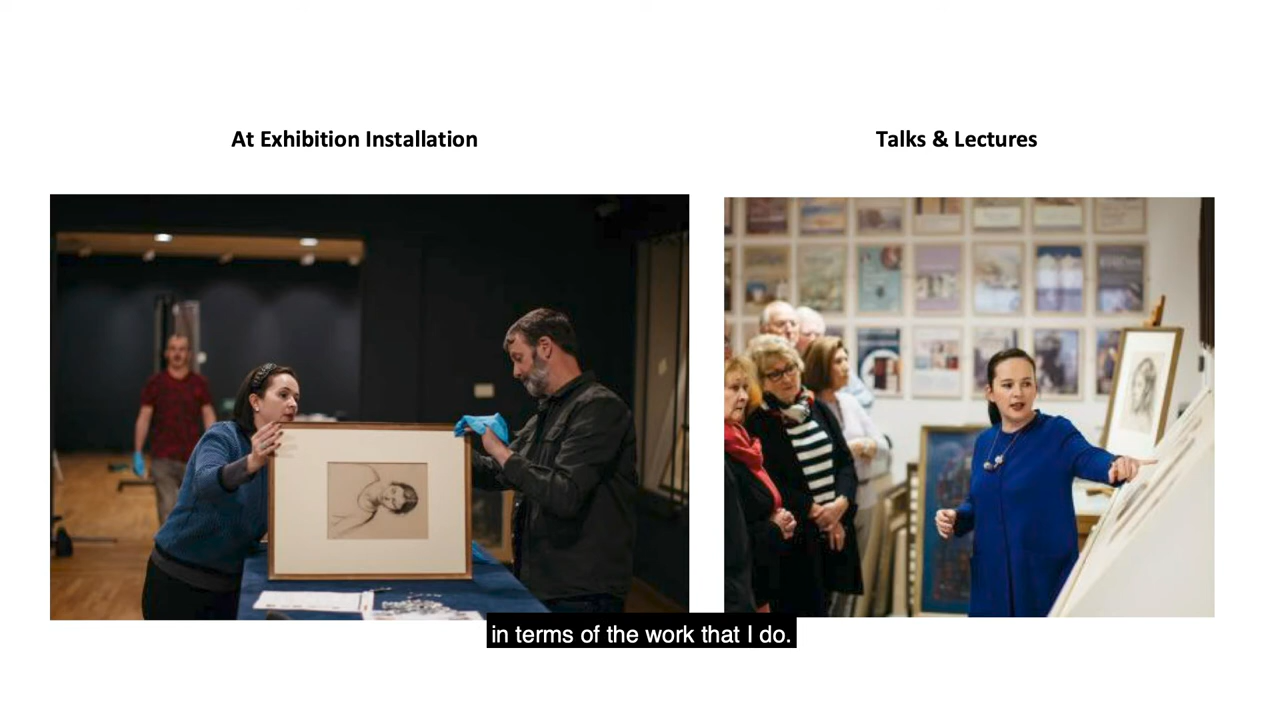 At Exhibition Installation
Talks & Lectures
in terms of the work that I do.